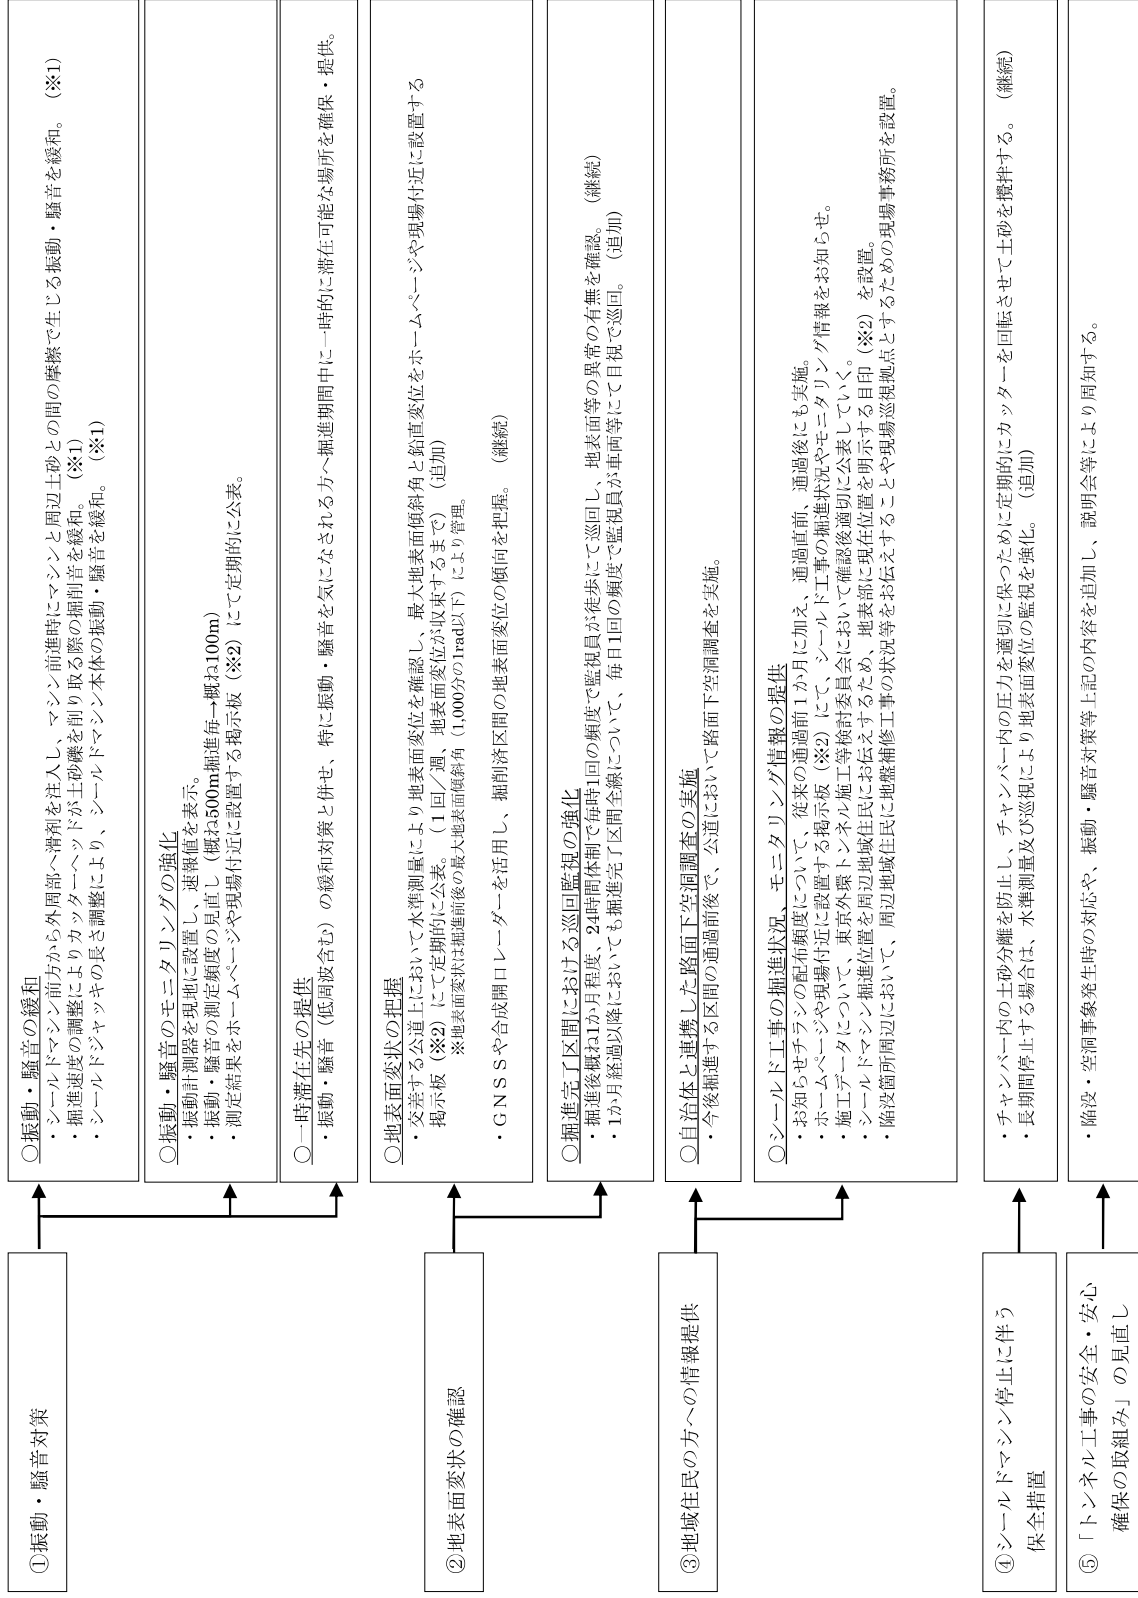 ①振動・騒音対策
○振動・騒音の緩和
・シールドマシン前方から外周部へ滑剤を注入し、マシン前進時にマシンと周辺土砂との間の摩擦で生じる振動・騒音を緩和。（※1）
・掘進速度の調整によりカッターヘッドが土砂礫を削り取る際の掘削音を緩和。（※1）
・シールドジャッキの長さ調整により、シールドマシン本体の振動・騒音を緩和。（※1）
○振動・騒音のモニタリングの強化
・振動計測器を現地に設置し、速報値を表示。
・振動・騒音の測定頻度の見直し（概ね500m掘進毎→概ね100m）
・測定結果をホームページや現場付近に設置する掲示板（※2）にて定期的に公表。
○一時滞在先の提供
・振動・騒音（低周波含む）の緩和対策と併せ、特に振動・騒音を気になされる方へ掘進期間中に一時的に滞在可能な場所を確保・提供。
②地表面変状の確認
○地表面変状の把握
・交差する公道上において水準測量により地表面変位を確認し、最大地表面傾斜角と鉛直変位をホームページや現場付近に設置する
掲示板（※2）にて定期的に公表。（1回／週、地表面変位が収束するまで）（追加）
※地表面変状は掘進前後の最大地表面傾斜角（1,000分の1rad以下）により管理。
・ＧＮＳＳや合成開口レーダーを活用し、掘削済区間の地表面変位の傾向を把握。（継続）
○掘進完了区間における巡回監視の強化
・掘進後概ね1か月程度、24時間体制で毎時1回の頻度で監視員が徒歩にて巡回し、地表面等の異常の有無を確認。（継続）
・1か月経過以降においても掘進完了区間全線について、毎日1回の頻度で監視員が車両等にて目視で巡回。（追加）
③地域住民の方への情報提供
○自治体と連携した路面下空洞調査の実施
・今後掘進する区間の通過前後で、公道において路面下空洞調査を実施。
○シールド工事の掘進状況、モニタリング情報の提供
・お知らせチラシの配布頻度について、従来の通過前１か月に加え、通過直前、通過後にも実施。
・ホームページや現場付近に設置する掲示板（※2）にて、シールド工事の掘進状況やモニタリング情報をお知らせ。
・施工データについて、東京外環トンネル施工等検討委員会において確認後適切に公表していく。
・シールドマシン掘進位置を周辺地域住民にお伝えするため、地表部に現在位置を明示する目印（※2）を設置。
・陥没箇所周辺において、周辺地域住民に地盤補修工事の状況等をお伝えすることや現場巡視拠点とするための現場事務所を設置。
④シールドマシン停止に伴う
保全措置
・チャンバー内の土砂分離を防止し、チャンバー内の圧力を適切に保つために定期的にカッターを回転させて土砂を攪拌する。（継続）
・長期間停止する場合は、水準測量及び巡視により地表面変位の監視を強化。（追加）
⑤「トンネル工事の安全・安心
確保の取組み」の見直し
・陥没・空洞事象発生時の対応や、振動・騒音対策等上記の内容を追加し、説明会等により周知する。